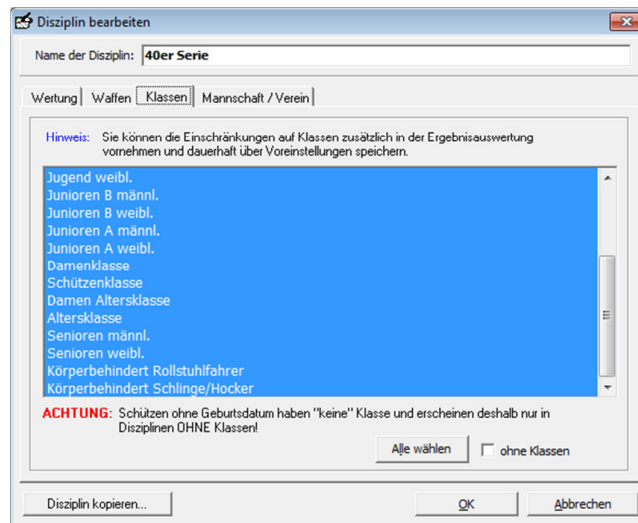 Disziplin bearbeiten
Name der Disziplin: 40er Serie
Wertung Waffen Klassen Mannschaft / Verein
Hinweis: Sie können die Einschränkungen auf Klassen zusätzlich in der Ergebnisauswertung
vornehmen und dauerhaft über Voreinstellungen speichern.
Jugend weibl.
Junioren B männl.
Junioren B weibl.
Junioren A männl.
Junioren A weibl.
Damenklasse
Schützenklasse
Damen Altersklasse
Altersklasse
Senioren männl.
Senioren weibl.
Körperbehindert Rollstuhlfahrer
Körperbehindert Schlinge/Hocker
ACHTUNG: Schützen ohne Geburtsdatum haben "keine" Klasse und erscheinen deshalb nur in
Disziplinen OHNE Klassen!
Alle wählen ohne Klassen
Disziplin kopieren... OK Abbrechen